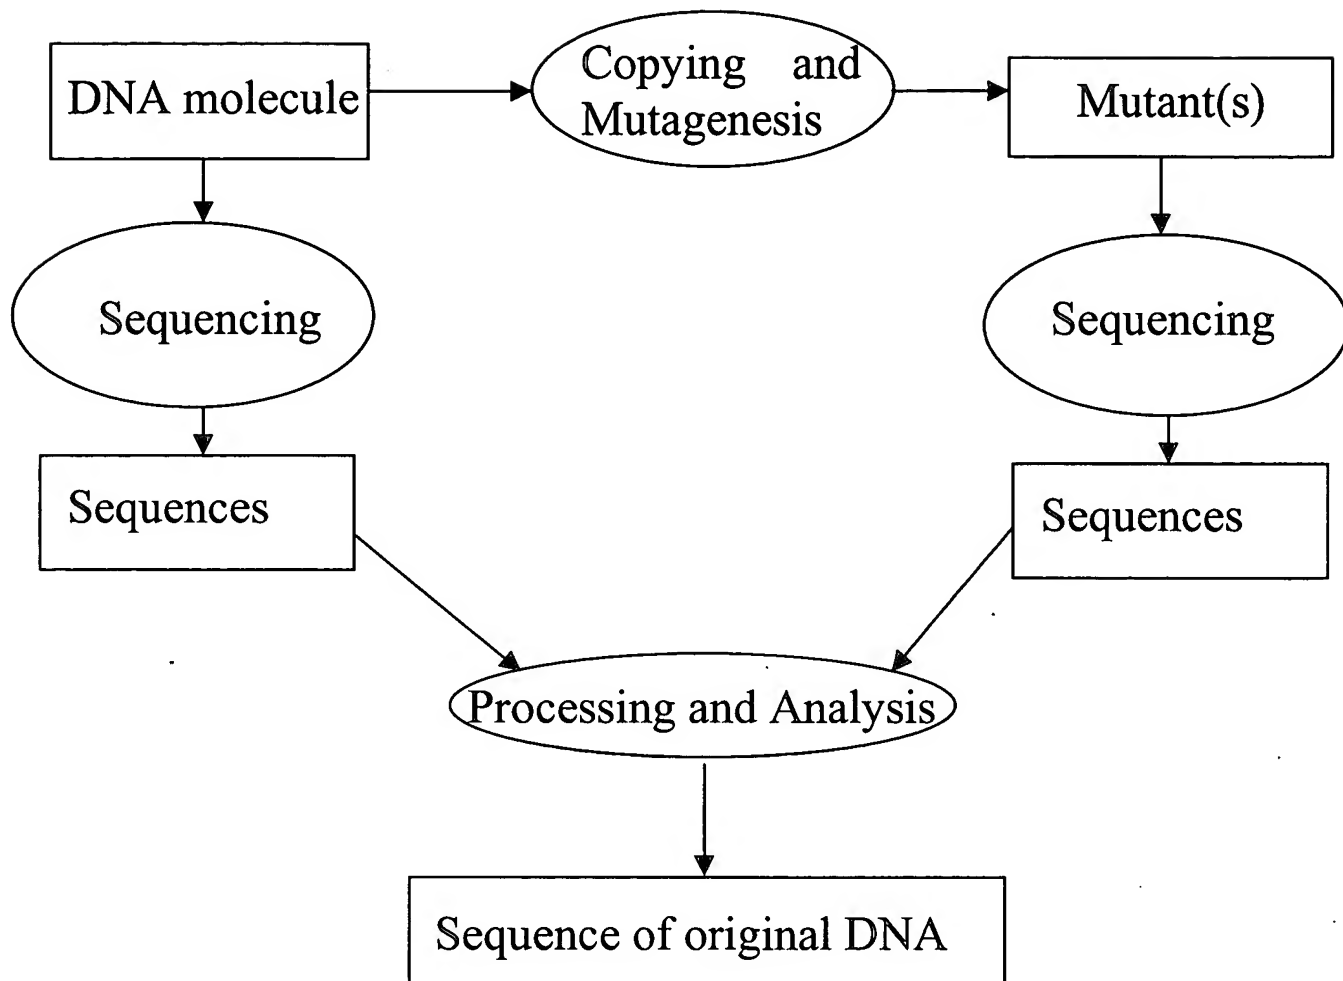 DNA molecule
Copying and
Mutagenesis
Mutant(s)
Sequencing
Sequencing
Sequences
Sequences
Processing and Analysis
Sequence of original DNA